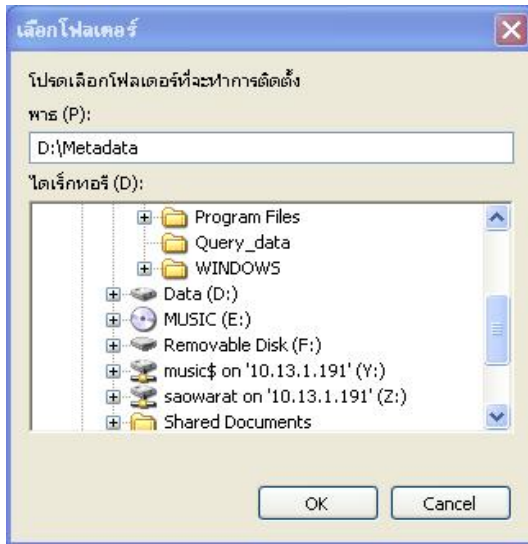 เลือกโฟลเดอร์
โปรดเลือกโฟลเดอร์ที่จะทำการติดตั้ง
พาธ (P):
D:\Metadata
ไดเร็กทอรี (D):
Program Files
Query_data
WINDOWS
Data (D:)
MUSIC (E:)
Removable Disk (F:)
music$ on '10.13.1.191' (Y:)
saowarat on '10.13.1.191' (Z:)
Shared Documents
OK
Cancel